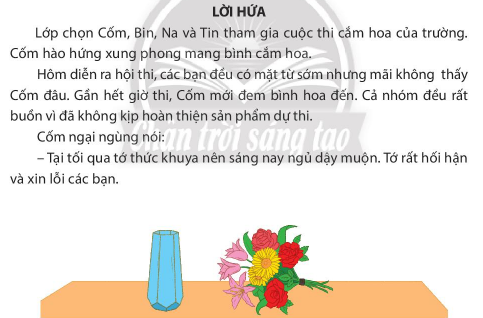 LỜI HỨA
Lớp chọn Cốm, Bin, Na và Tin tham gia cuộc thi cắm hoa của trường.
Cốm hào hứng xung phong mang bình cắm hoa.
Hôm diễn ra hội thi, các bạn đều có mặt từ sớm nhưng mãi không thấy
Cốm đâu. Gần hết giờ thi, Cốm mới đem bình hoa đến. Cả nhóm đều rất
buồn vì đã không kịp hoàn thiện sản phẩm dự thi.
Cốm ngại ngùng nói:
– Tại tối qua tớ thức khuya nên sáng nay ngủ dậy muộn. Tớ rất hối hận
và xin lỗi các bạn.
Chân trời sáng tạo